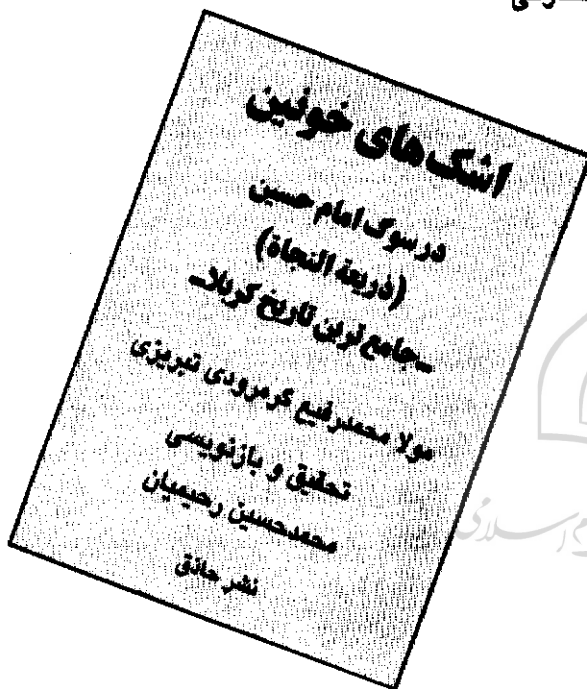 اشک‌های خونین
در سوک امام حسین
(ذریعة النجاة)
ـ جامع ترین تاریخ کربلا ـ
مولا محمدرفیع گرمرودی تبریزی
تحقیق و بازنویسی
محمدحسین رحیمیان
نشر حاذق